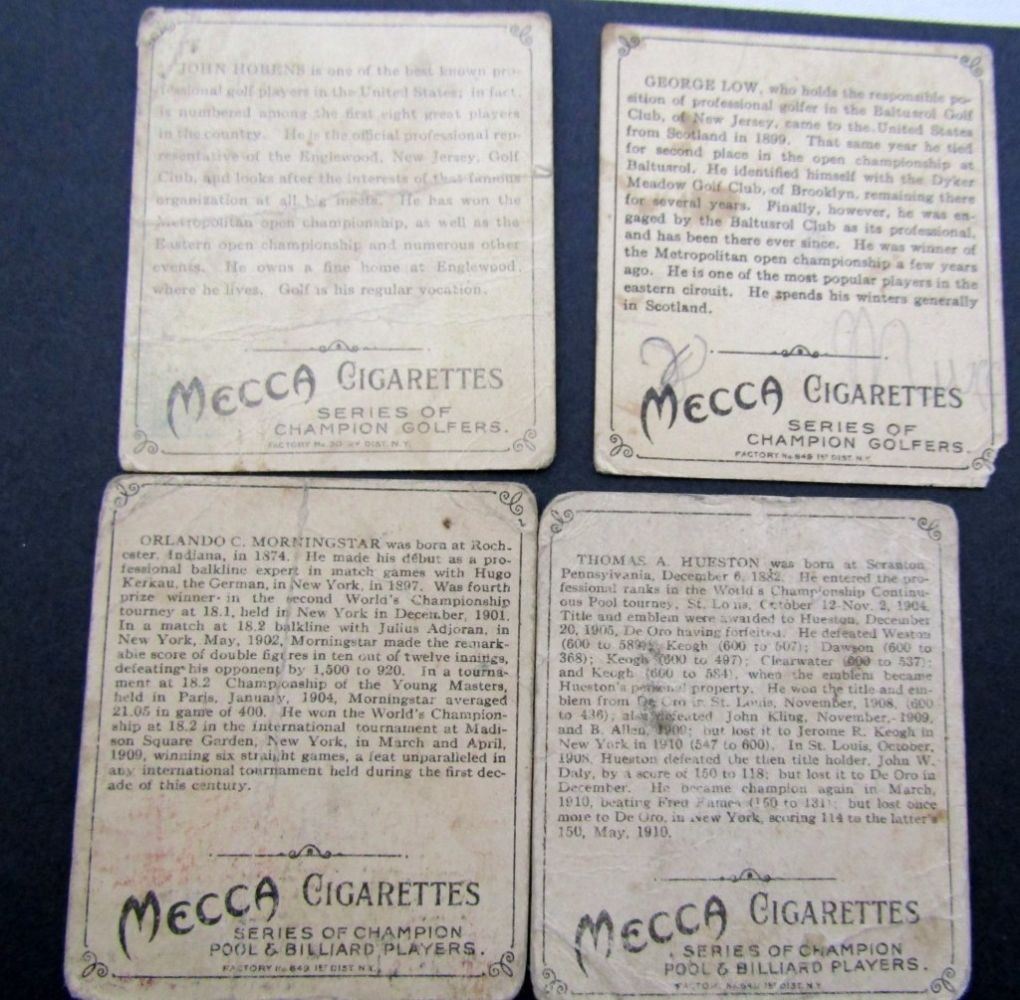 JOHN HOBENS is one of the best known pro-
fessional golf players in the United States; in fact,
is numbered among the first eight great players
in the country. He is the official professional rep-
resentative of the Englewood, New Jersey, Golf
Club, and looks after the interests of that famous
organization at all big meets. He has won the
Metropolitan open championship, as well as the
Eastern open championship and numerous other
events. He owns a fine home at Englewood,
where he lives. Golf is his regular vocation.
MECCA CIGARETTES
SERIES OF
CHAMPION GOLFERS.
FACTORY No. 30 DIST. N.Y.
GEORGE LOW, who holds the responsible po-
sition of professional golfer in the Baltusrol Golf
Club, of New Jersey, came to the United States
from Scotland in 1899. That same year he tied
for second place in the open championship at
Baltusrol. He identified himself with the Dyker
Meadow Golf Club, of Brooklyn, remaining there
for several years. Finally, however, he was en-
gaged by the Baltusrol Club as its professional,
and has been there ever since. He was winner of
the Metropolitan open championship a few years
ago. He is one of the most popular players in the
eastern circuit. He spends his winters generally
in Scotland.
MECCA CIGARETTES
SERIES OF
CHAMPION GOLFERS.
FACTORY No. 649 1ST DIST. N.Y.
ORLANDO C. MORNINGSTAR was born at Roch-
ester, Indiana, in 1874. He made his début as a pro-
fessional balkline expert in match games with Hugo
Kerkau, the German, in New York, in 1897. Was fourth
prize winner in the second World's Championship
tourney at 18.1, held in New York in December, 1901.
In a match at 18.2 balkline with Julius Adjoran, in
New York, May, 1902, Morningstar made the remark-
able score of double figures in ten out of twelve innings,
defeating his opponent by 1,500 to 920. In a tourna-
ment at 18.2 Championship of the Young Masters,
held in Paris, January, 1904, Morningstar averaged
21.05 in game of 400. He won the World's Champion-
ship at 18.2 in the international tournament at Madi-
son Square Garden, New York, in March and April,
1909, winning six straight games, a feat unparalleled in
any international tournament held during the first dec-
ade of this century.
MECCA CIGARETTES
SERIES OF CHAMPION
POOL & BILLIARD PLAYERS.
FACTORY No. 649 1ST DIST. N.Y.
THOMAS A. HUESTON was born at Scranton,
Pennsylvania, December 6, 1882. He entered the pro-
fessional ranks in the World's Championship Continu-
ous Pool tourney, St. Louis, October 12-Nov. 2, 1904.
Title and emblem were awarded to Hueston, December
20, 1905, De Oro having forfeited. He defeated Weston
(600 to 589); Keogh (600 to 507); Dawson (600 to
368); Keogh (600 to 497); Clearwater (600 to 537);
and Keogh (600 to 584), when the emblem became
Hueston's personal property. He won the title and em-
blem from De Oro in St. Louis, November, 1908, (600
to 436); also defeated John Kling, November, 1909,
and B. Allen, 1909; but lost it to Jerome R. Keogh in
New York in 1910 (547 to 600). In St. Louis, October,
1908, Hueston defeated the then title holder, John W.
Daly, by a score of 150 to 118; but lost it to De Oro in
December. He became champion again in March,
1910, beating Fred Eames (150 to 131); but lost once
more to De Oro, in New York, scoring 114 to the latter's
150, May, 1910.
MECCA CIGARETTES
SERIES OF CHAMPION
POOL & BILLIARD PLAYERS.
FACTORY No. 649 1ST DIST. N.Y.